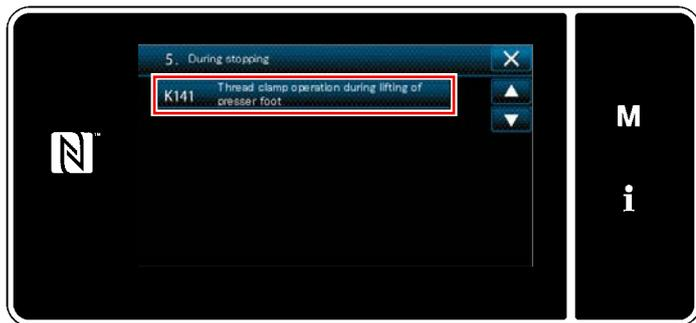 5. During stopping
K141 Thread clamp operation during lifting of
presser foot
M
i